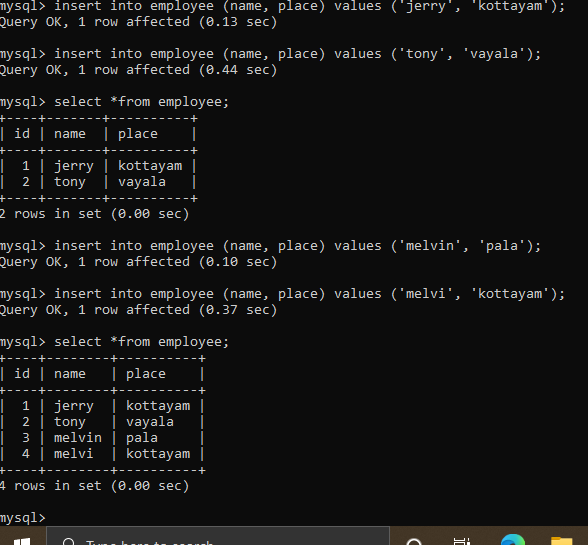 mysql> insert into employee (name, place) values ('jerry', 'kottayam');
Query OK, 1 row affected (0.13 sec)
mysql> insert into employee (name, place) values ('tony', 'vayala');
Query OK, 1 row affected (0.44 sec)
mysql> select *from employee;
+----+-------+----------+
| id | name  | place    |
+----+-------+----------+
|  1 | jerry | kottayam |
|  2 | tony  | vayala   |
+----+-------+----------+
2 rows in set (0.00 sec)
mysql> insert into employee (name, place) values ('melvin', 'pala');
Query OK, 1 row affected (0.10 sec)
mysql> insert into employee (name, place) values ('melvi', 'kottayam');
Query OK, 1 row affected (0.37 sec)
mysql> select *from employee;
+----+--------+----------+
| id | name   | place    |
+----+--------+----------+
|  1 | jerry  | kottayam |
|  2 | tony   | vayala   |
|  3 | melvin | pala     |
|  4 | melvi  | kottayam |
+----+--------+----------+
4 rows in set (0.00 sec)
mysql>
Type here to search